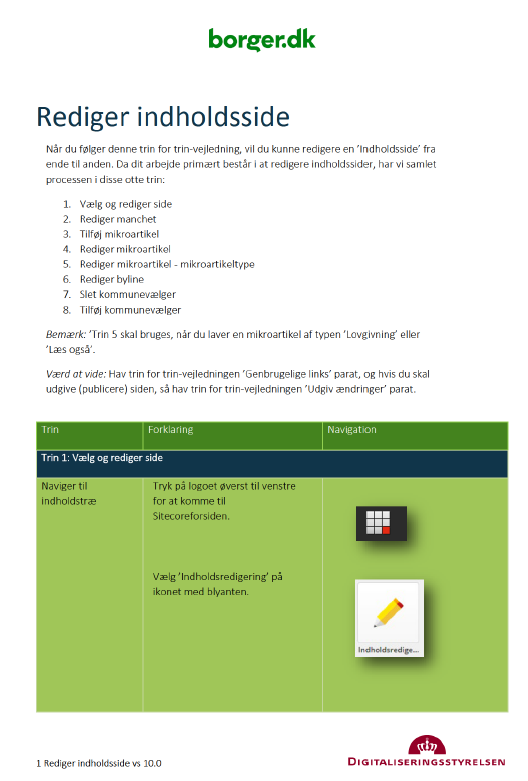 borger.dk
Rediger indholdsside
Når du følger denne trin for trin-vejledning, vil du kunne redigere en 'Indholdsside' fra
ende til anden. Da dit arbejde primært består i at redigere indholdssider, har vi samlet
processen i disse otte trin:
1. Vælg og rediger side
2. Rediger manchet
3. Tilføj mikroartikel
4. Rediger mikroartikel
5. Rediger mikroartikel - mikroartikeltype
6. Rediger byline
7. Slet kommunevælger
8. Tilføj kommunevælger
Bemærk: 'Trin 5 skal bruges, når du laver en mikroartikel af typen 'Lovgivning' eller
'Læs også'.
Værd at vide: Hav trin for trin-vejledningen 'Genbrugelige links' parat, og hvis du skal
udgive (publicere) siden, så hav trin for trin-vejledningen 'Udgiv ændringer' parat.
Trin Forklaring Navigation
Trin 1: Vælg og rediger side
Naviger til
indholdstræ
Tryk på logoet øverst til venstre
for at komme til
Sitecoreforsiden.
Vælg 'Indholdsredigering' på
ikonet med blyanten.
Indholdsredige...
1 Rediger indholdsside vs 10.0
DIGITALISERINGSSTYRELSEN